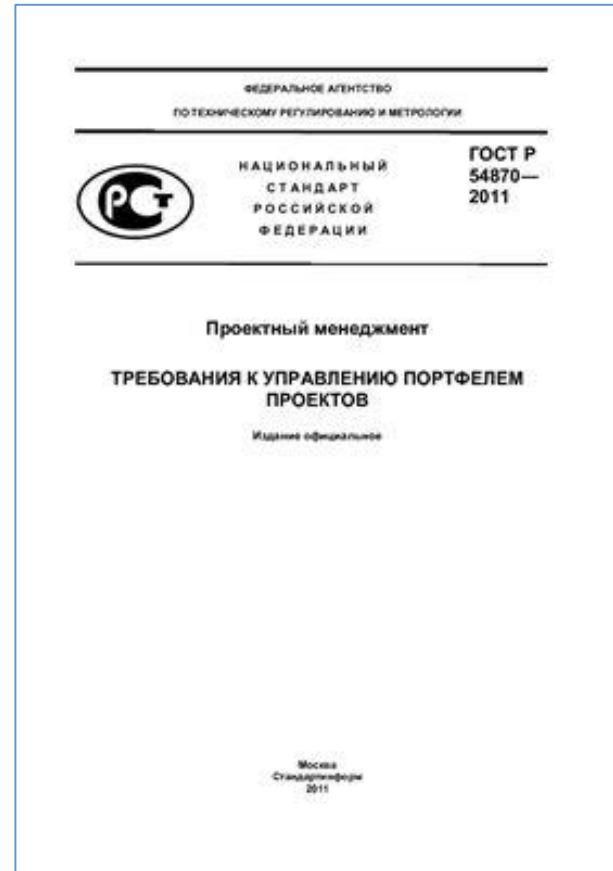 ФЕДЕРАЛЬНОЕ АГЕНТСТВО
ПО ТЕХНИЧЕСКОМУ РЕГУЛИРОВАНИЮ И МЕТРОЛОГИИ
РСТ
НАЦИОНАЛЬНЫЙ
СТАНДАРТ
РОССИЙСКОЙ
ФЕДЕРАЦИИ
ГОСТ Р
54870—
2011
Проектный менеджмент
ТРЕБОВАНИЯ К УПРАВЛЕНИЮ ПОРТФЕЛЕМ
ПРОЕКТОВ
Издание официальное
Москва
Стандартинформ
2011